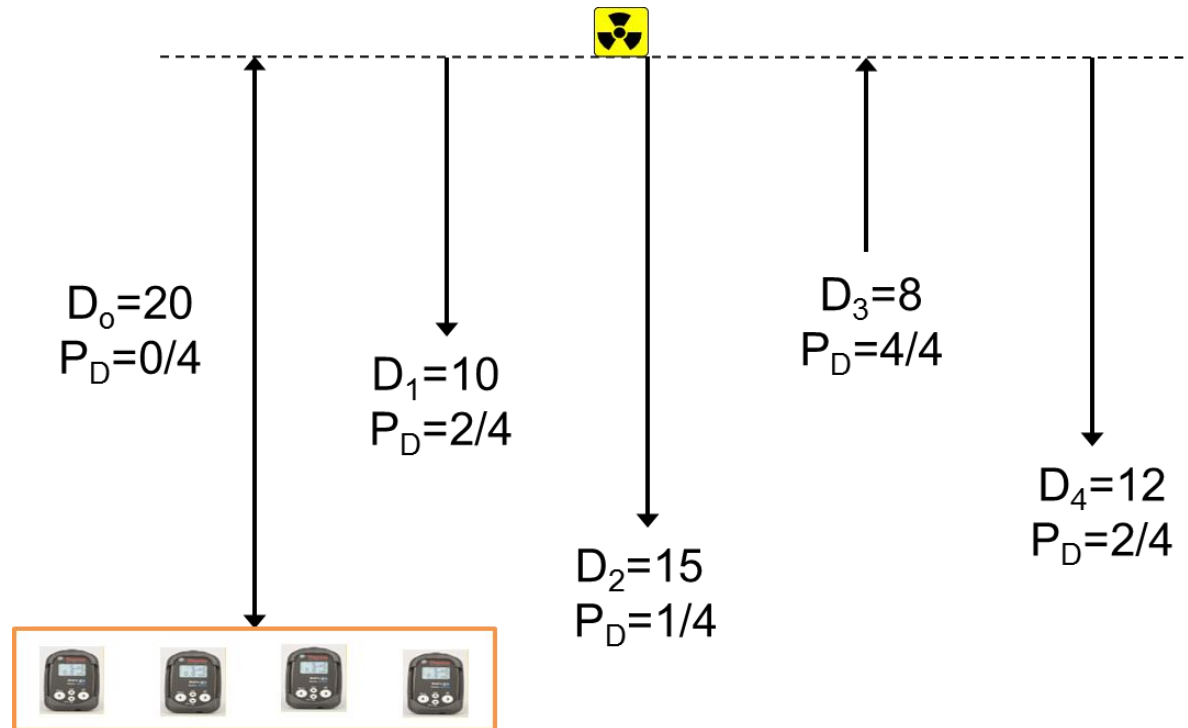 Dₒ=20
P_D=0/4
D₁=10
P_D=2/4
D₂=15
P_D=1/4
D₃=8
P_D=4/4
D₄=12
P_D=2/4